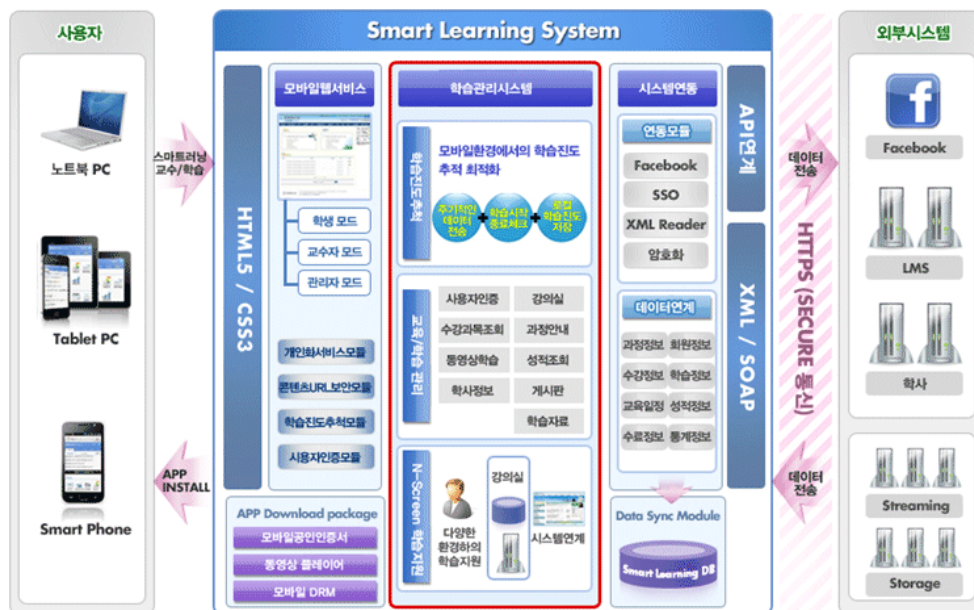 사용자
노트북 PC
Tablet PC
Smart Phone
스마트러닝
교수/학습
APP
INSTALL
Smart Learning System
HTML5 / CSS3
모바일웹서비스
학생 모드
교수자 모드
관리자 모드
개인화서비스모듈
콘텐츠URL보안모듈
학습진도추적모듈
사용자인증모듈
APP Download package
모바일공인인증서
동영상 플레이어
모바일 DRM
학습관리시스템
학습진도추척
모바일환경에서의 학습진도
추적 최적화
주기적인
데이터
전송
+
학습시작
종료체크
+
로컬
학습진도
저장
교육/학습 관리
사용자인증
강의실
수강과목조회
과정안내
동영상학습
성적조회
학사정보
게시판
학습자료
N-Screen 학습지원
다양한
환경하의
학습지원
강의실
시스템연계
시스템연동
연동모듈
Facebook
SSO
XML Reader
암호화
데이터연계
과정정보
회원정보
수강정보
학습정보
교육일정
성적정보
수료정보
통계정보
Data Sync Module
Smart Learning DB
API연계
XML / SOAP
HTTPS (SECURE 통신)
데이터
전송
데이터
전송
외부시스템
f
Facebook
LMS
학사
Streaming
Storage